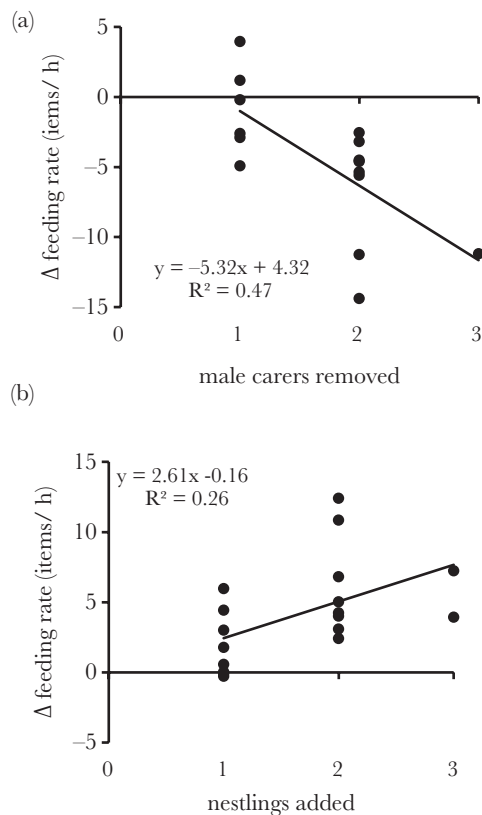 (a)
5
0
−5
−10
−15
Δ feeding rate (iems/ h)
y = −5.32x + 4.32
R² = 0.47
0 1 2 3
male carers removed
(b)
15
10
5
0
−5
Δ feeding rate (items/ h)
y = 2.61x -0.16
R² = 0.26
0 1 2 3
nestlings added